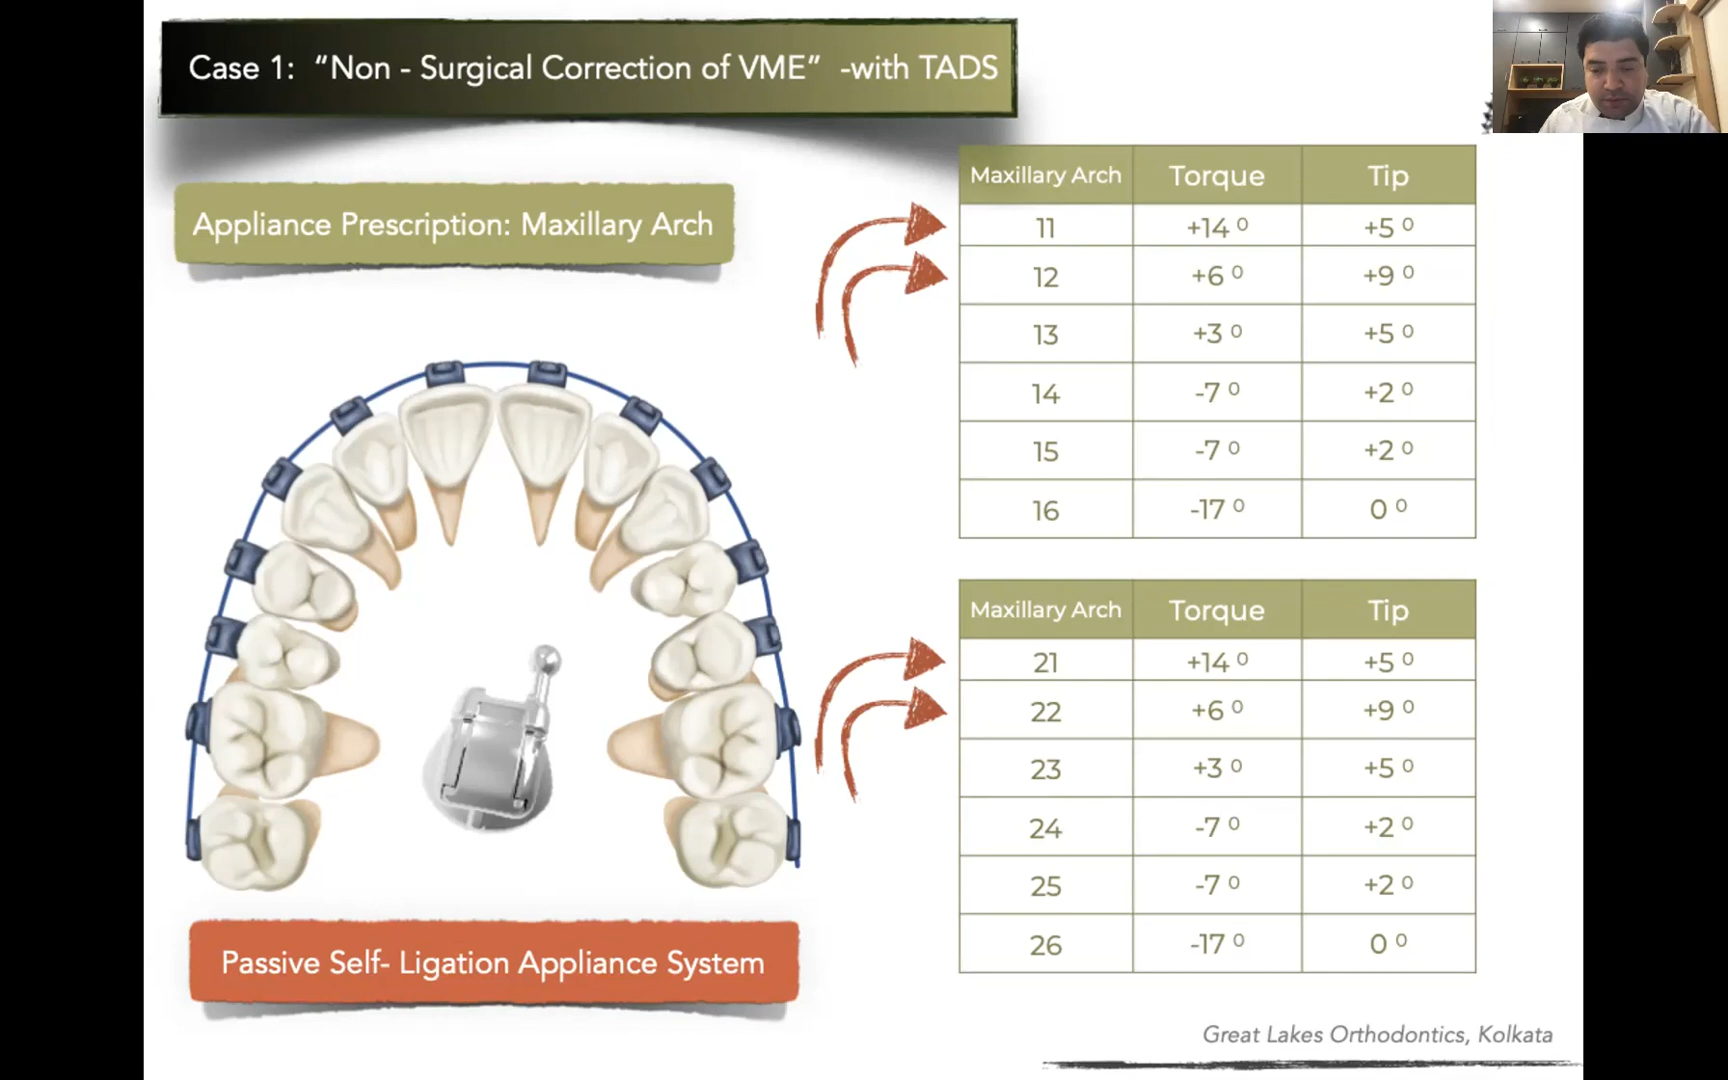 Case 1:  “Non - Surgical Correction of VME”  -with TADS
Appliance Prescription: Maxillary Arch
Maxillary Arch Torque Tip
11 +14 ⁰ +5 ⁰
12 +6 ⁰ +9 ⁰
13 +3 ⁰ +5 ⁰
14 -7 ⁰ +2 ⁰
15 -7 ⁰ +2 ⁰
16 -17 ⁰ 0 ⁰
Maxillary Arch Torque Tip
21 +14 ⁰ +5 ⁰
22 +6 ⁰ +9 ⁰
23 +3 ⁰ +5 ⁰
24 -7 ⁰ +2 ⁰
25 -7 ⁰ +2 ⁰
26 -17 ⁰ 0 ⁰
Passive Self- Ligation Appliance System
Great Lakes Orthodontics, Kolkata